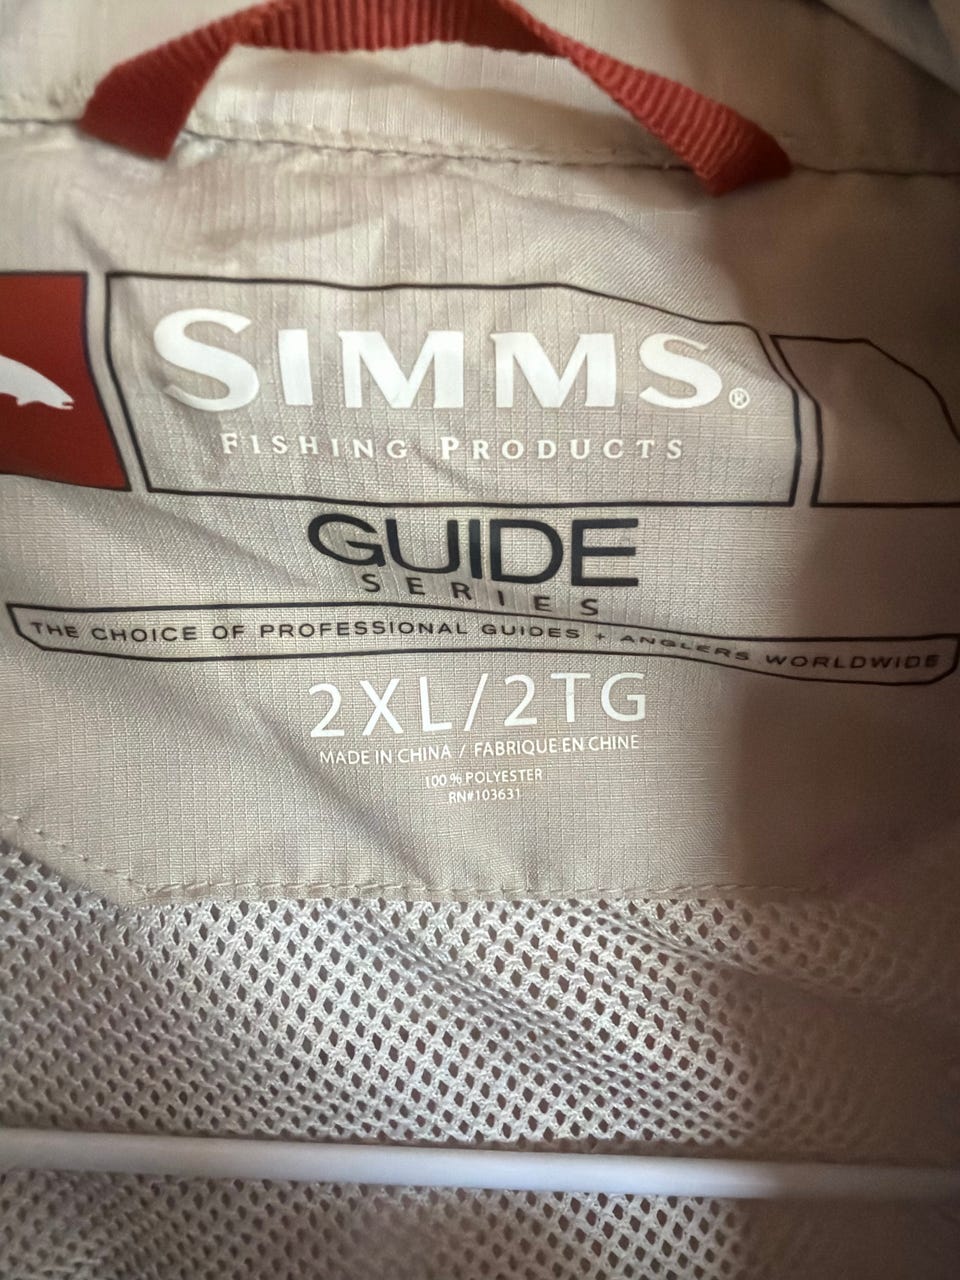 SIMMS®
FISHING PRODUCTS
GUIDE
SERIES
THE CHOICE OF PROFESSIONAL GUIDES + ANGLERS WORLDWIDE
2XL/2TG
MADE IN CHINA / FABRIQUE EN CHINE
100 % POLYESTER
RN#103631